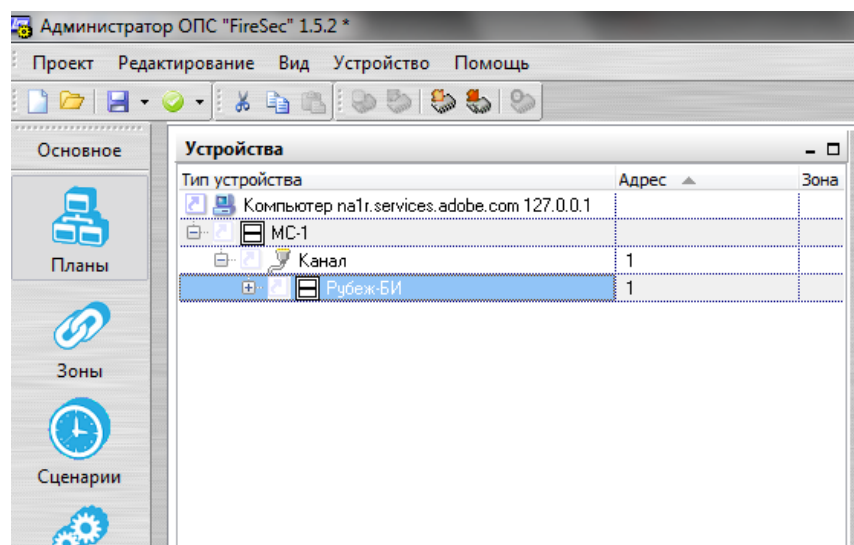 Администратор ОПС "FireSec" 1.5.2 *
Проект Редактирование Вид Устройство Помощь
Основное
Устройства
Тип устройства Адрес Зона
Компьютер na1r.services.adobe.com 127.0.0.1
МС-1
Канал 1
Рубеж-БИ 1
Планы
Зоны
Сценарии